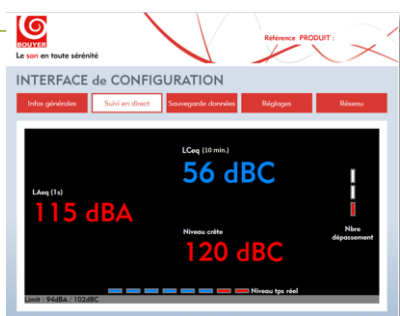 BOUYER
Le son en toute sérénité
Référence PRODUIT :
INTERFACE de CONFIGURATION
Infos générales
Suivi en direct
Sauvegarde données
Réglages
Réseau
LCeq (10 min.)
56 dBC
LAeq (1s)
115 dBA
Niveau crête
120 dBC
Nbre
dépassement
Niveau tps réel
Limit : 94dBA / 102dBC